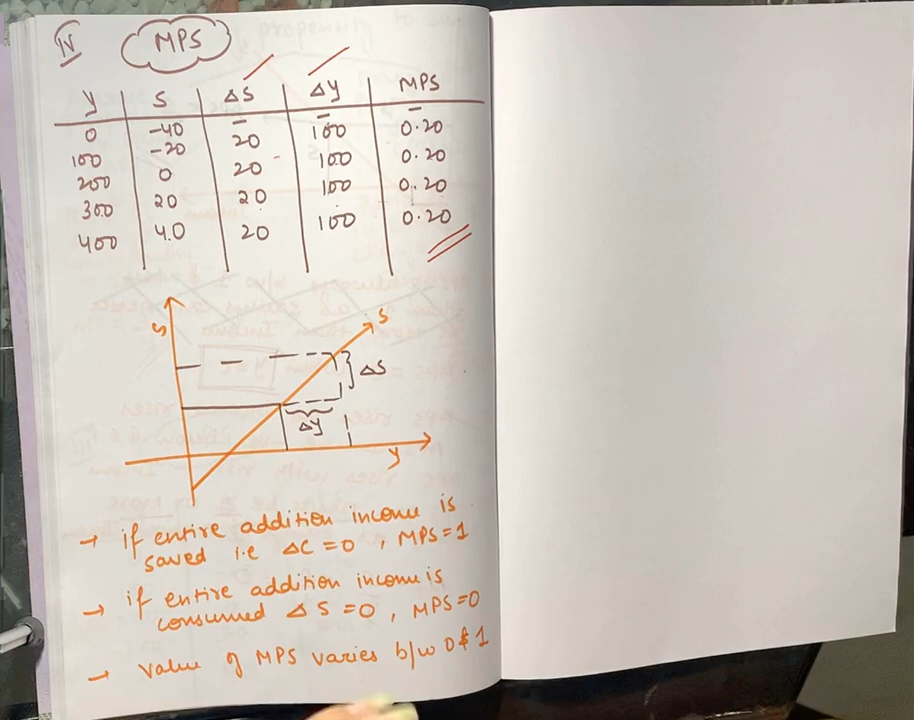 IV MPS
Y S ΔS ΔY MPS
0 -40 - - -
100 -20 20 100 0.20
200 0 20 100 0.20
300 20 20 100 0.20
400 40 20 100 0.20
S
S
ΔS
ΔY
Y
→ if entire addition income is
saved i.e ΔC = 0 , MPS = 1
→ if entire addition income is
consumed ΔS = 0 , MPS = 0
→ value of MPS varies b/w 0 & 1